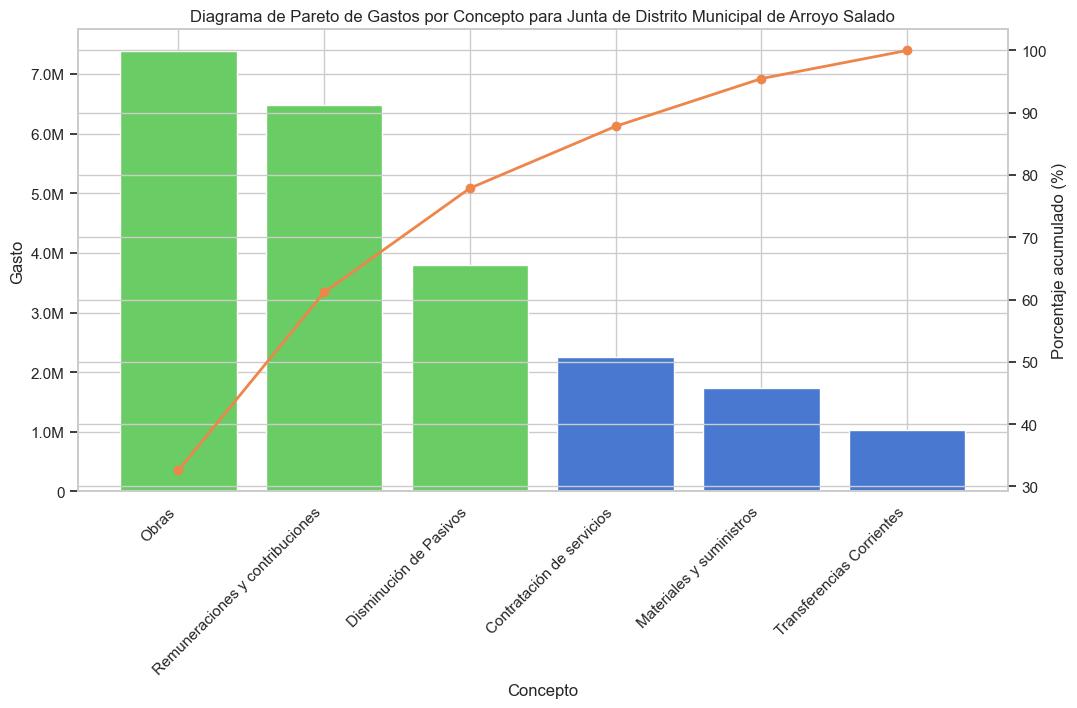 Diagrama de Pareto de Gastos por Concepto para Junta de Distrito Municipal de Arroyo Salado
Gasto
7.0M
6.0M
5.0M
4.0M
3.0M
2.0M
1.0M
0
100
90
80
70
60
50
40
30
Porcentaje acumulado (%)
Obras
Remuneraciones y contribuciones
Disminución de Pasivos
Contratación de servicios
Materiales y suministros
Transferencias Corrientes
Concepto